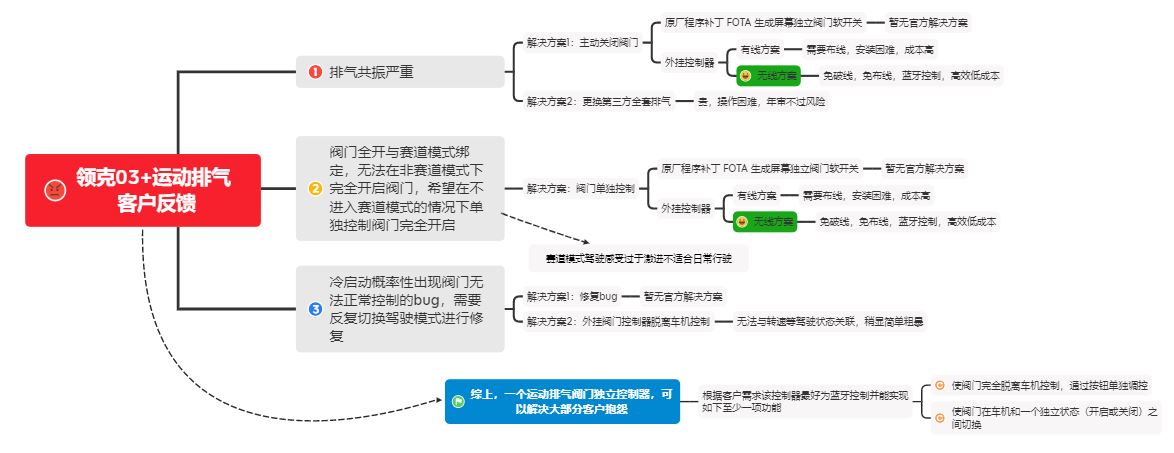 领克03+运动排气
客户反馈
1 排气共振严重
解决方案1：主动关闭阀门
原厂程序补丁 FOTA 生成屏幕独立阀门软开关
暂无官方解决方案
外挂控制器
有线方案
需要布线，安装困难，成本高
无线方案
免破线，免布线，蓝牙控制，高效低成本
解决方案2：更换第三方全套排气
贵，操作困难，年审不过风险
2 阀门全开与赛道模式绑
定，无法在非赛道模式下
完全开启阀门，希望在不
进入赛道模式的情况下单
独控制阀门完全开启
解决方案：阀门单独控制
原厂程序补丁 FOTA 生成屏幕独立阀门软开关
暂无官方解决方案
外挂控制器
有线方案
需要布线，安装困难，成本高
无线方案
免破线，免布线，蓝牙控制，高效低成本
赛道模式驾驶感受过于激进不适合日常行驶
3 冷启动概率性出现阀门无
法正常控制的bug，需要
反复切换驾驶模式进行修
复
解决方案1：修复bug
暂无官方解决方案
解决方案2：外挂阀门控制器脱离车机控制
无法与转速等驾驶状态关联，稍显简单粗暴
综上，一个运动排气阀门独立控制器，可
以解决大部分客户抱怨
根据客户需求该控制器最好为蓝牙控制并能实现
如下至少一项功能
使阀门完全脱离车机控制，通过按钮单独调控
使阀门在车机和一个独立状态（开启或关闭）之
间切换